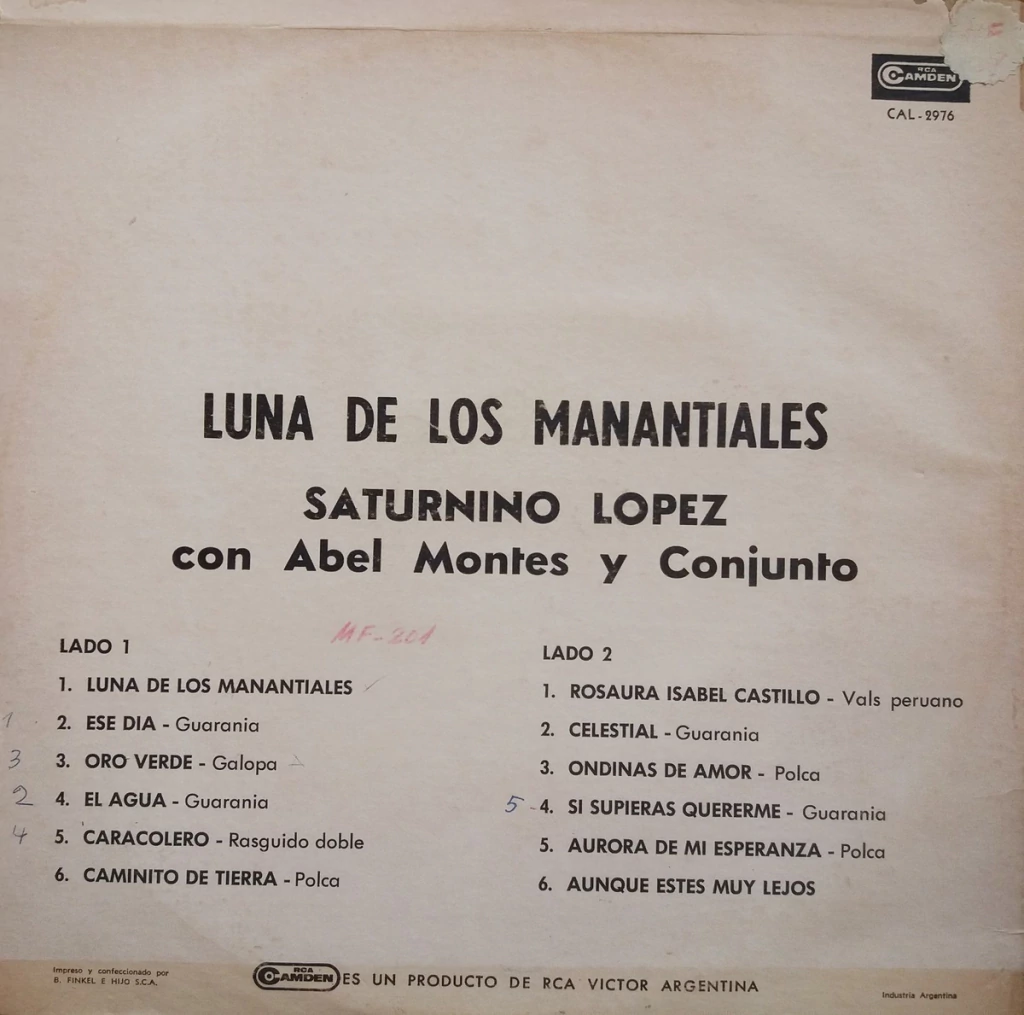 RCA
CAMDEN
CAL-2976
LUNA DE LOS MANANTIALES
SATURNINO LOPEZ
con Abel Montes y Conjunto
MF-201
LADO 1
1. LUNA DE LOS MANANTIALES
1 2. ESE DIA - Guarania
3 3. ORO VERDE - Galopa
2 4. EL AGUA - Guarania
4 5. CARACOLERO - Rasguido doble
6. CAMINITO DE TIERRA - Polca
LADO 2
1. ROSAURA ISABEL CASTILLO - Vals peruano
2. CELESTIAL - Guarania
3. ONDINAS DE AMOR - Polca
5 - 4. SI SUPIERAS QUERERME - Guarania
5. AURORA DE MI ESPERANZA - Polca
6. AUNQUE ESTES MUY LEJOS
Impreso y confeccionado por
B. FINKEL E HIJO S.C.A.
RCA
CAMDEN ES UN PRODUCTO DE RCA VICTOR ARGENTINA
Industria Argentina